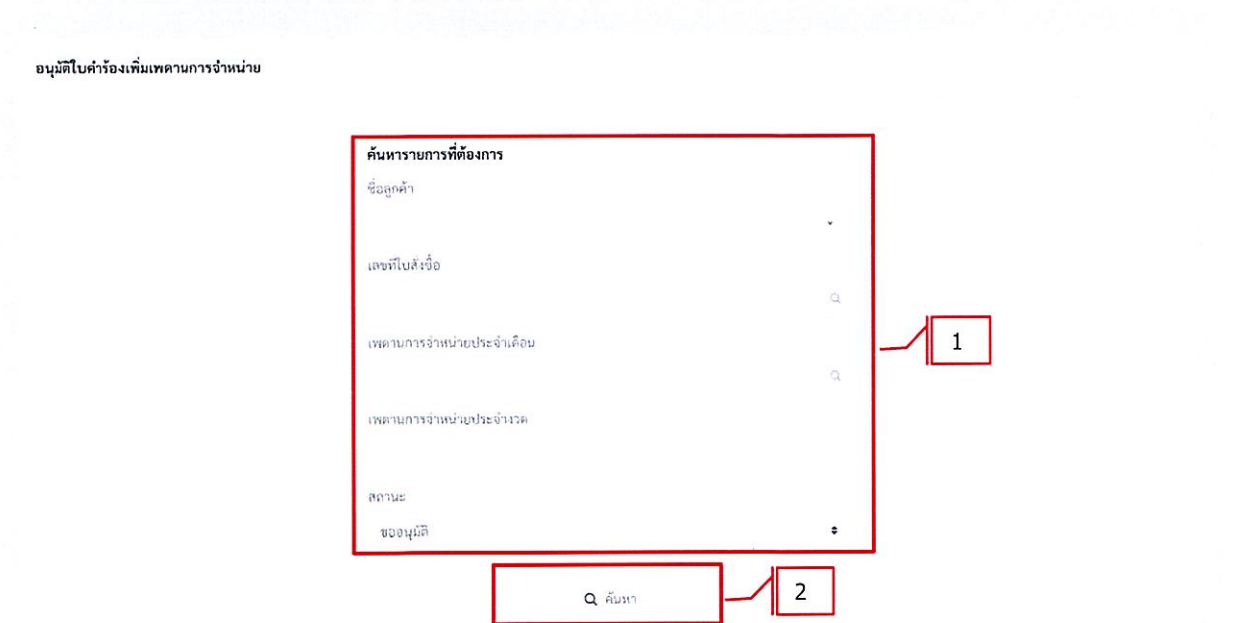 อนุมัติใบคำร้องเพิ่มเพดานการจำหน่าย
ค้นหารายการที่ต้องการ
ชื่อลูกค้า
เลขที่ใบสั่งซื้อ
เพดานการจำหน่ายประจำเดือน
1
เพดานการจำหน่ายประจำงวด
สถานะ
ขออนุมัติ
ค้นหา
2